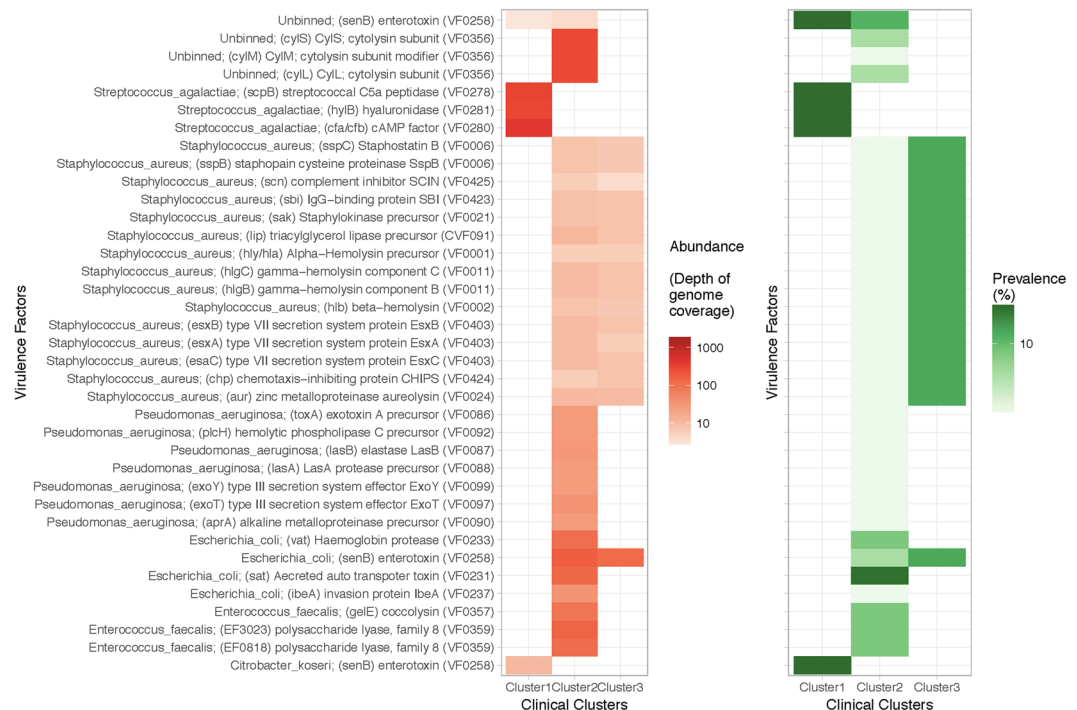 Unbinned; (senB) enterotoxin (VF0258)
Unbinned; (cylS) CylS; cytolysin subunit (VF0356)
Unbinned; (cylM) CylM; cytolysin subunit modifier (VF0356)
Unbinned; (cylL) CylL; cytolysin subunit (VF0356)
Streptococcus_agalactiae; (scpB) streptococcal C5a peptidase (VF0278)
Streptococcus_agalactiae; (hylB) hyaluronidase (VF0281)
Streptococcus_agalactiae; (cfa/cfb) cAMP factor (VF0280)
Staphylococcus_aureus; (sspC) Staphostatin B (VF0006)
Staphylococcus_aureus; (sspB) staphopain cysteine proteinase SspB (VF0006)
Staphylococcus_aureus; (scn) complement inhibitor SCIN (VF0425)
Staphylococcus_aureus; (sbi) IgG−binding protein SBI (VF0423)
Staphylococcus_aureus; (sak) Staphylokinase precursor (VF0021)
Staphylococcus_aureus; (lip) triacylglycerol lipase precursor (CVF091)
Staphylococcus_aureus; (hly/hla) Alpha−Hemolysin precursor (VF0001)
Staphylococcus_aureus; (hlgC) gamma−hemolysin component C (VF0011)
Staphylococcus_aureus; (hlgB) gamma−hemolysin component B (VF0011)
Staphylococcus_aureus; (hlb) beta−hemolysin (VF0002)
Staphylococcus_aureus; (esxB) type VII secretion system protein EsxB (VF0403)
Staphylococcus_aureus; (esxA) type VII secretion system protein EsxA (VF0403)
Staphylococcus_aureus; (esaC) type VII secretion system protein EsxC (VF0403)
Staphylococcus_aureus; (chp) chemotaxis−inhibiting protein CHIPS (VF0424)
Staphylococcus_aureus; (aur) zinc metalloproteinase aureolysin (VF0024)
Pseudomonas_aeruginosa; (toxA) exotoxin A precursor (VF0086)
Pseudomonas_aeruginosa; (plcH) hemolytic phospholipase C precursor (VF0092)
Pseudomonas_aeruginosa; (lasB) elastase LasB (VF0087)
Pseudomonas_aeruginosa; (lasA) LasA protease precursor (VF0088)
Pseudomonas_aeruginosa; (exoY) type III secretion system effector ExoY (VF0099)
Pseudomonas_aeruginosa; (exoT) type III secretion system effector ExoT (VF0097)
Pseudomonas_aeruginosa; (aprA) alkaline metalloproteinase precursor (VF0090)
Escherichia_coli; (vat) Haemoglobin protease (VF0233)
Escherichia_coli; (senB) enterotoxin (VF0258)
Escherichia_coli; (sat) Aecreted auto transpoter toxin (VF0231)
Escherichia_coli; (ibeA) invasion protein IbeA (VF0237)
Enterococcus_faecalis; (gelE) coccolysin (VF0357)
Enterococcus_faecalis; (EF3023) polysaccharide lyase, family 8 (VF0359)
Enterococcus_faecalis; (EF0818) polysaccharide lyase, family 8 (VF0359)
Citrobacter_koseri; (senB) enterotoxin (VF0258)
Virulence Factors
Cluster1 Cluster2 Cluster3
Clinical Clusters
Abundance
(Depth of
genome
coverage)
1000
100
10
Virulence Factors
Cluster1 Cluster2 Cluster3
Clinical Clusters
Prevalence
(%)
10